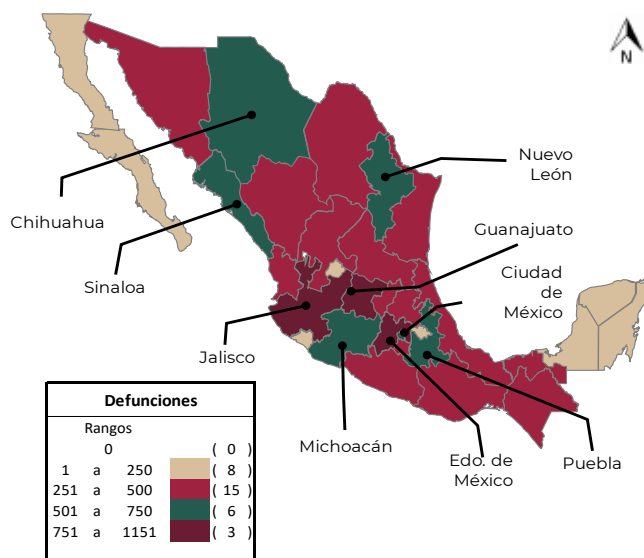 N
Nuevo
León
Chihuahua
Guanajuato
Sinaloa
Ciudad
de
México
Jalisco
Michoacán
Edo. de
México
Puebla
Defunciones
Rangos
0 ( 0 )
1 a 250 ( 8 )
251 a 500 ( 15 )
501 a 750 ( 6 )
751 a 1151 ( 3 )